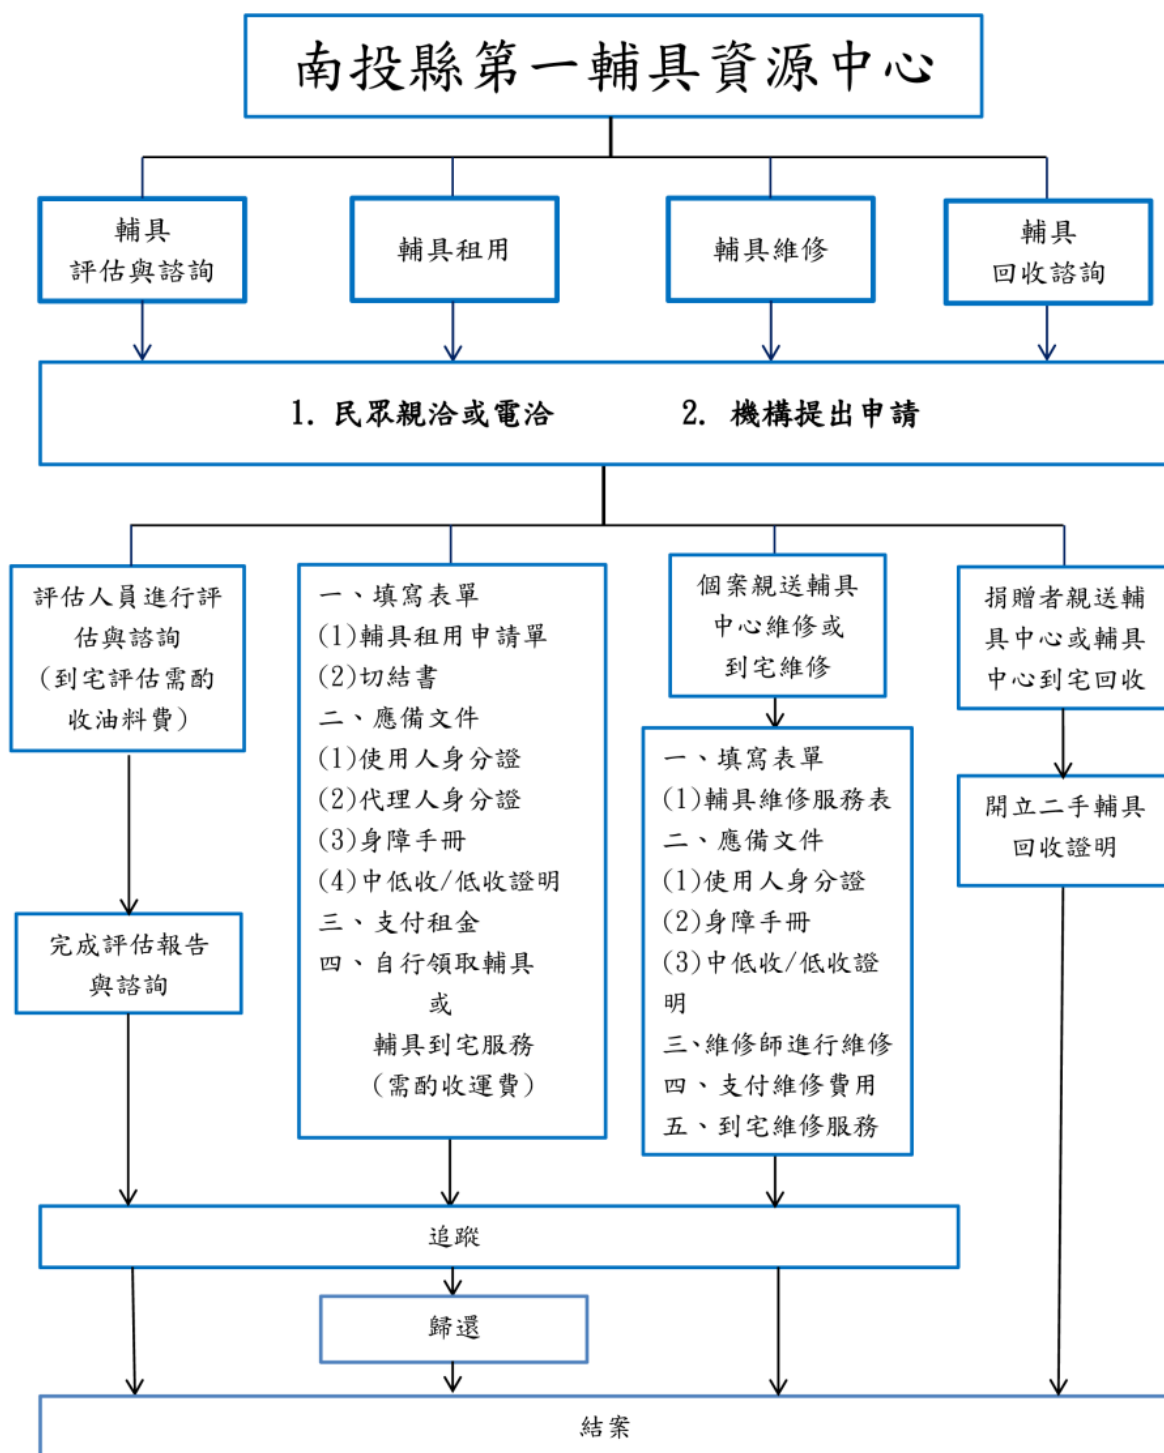 南投縣第一輔具資源中心
輔具
評估與諮詢
輔具租用
輔具維修
輔具
回收諮詢
1. 民眾親洽或電洽
2. 機構提出申請
評估人員進行評
估與諮詢
(到宅評估需酌
收油料費)
完成評估報告
與諮詢
一、填寫表單
(1)輔具租用申請單
(2)切結書
二、應備文件
(1)使用人身分證
(2)代理人身分證
(3)身障手冊
(4)中低收/低收證明
三、支付租金
四、自行領取輔具
或
輔具到宅服務
(需酌收運費)
個案親送輔具
中心維修或
到宅維修
一、填寫表單
(1)輔具維修服務表
二、應備文件
(1)使用人身分證
(2)身障手冊
(3)中低收/低收證
明
三、維修師進行維修
四、支付維修費用
五、到宅維修服務
捐贈者親送輔
具中心或輔具
中心到宅回收
開立二手輔具
回收證明
追蹤
歸還
結案